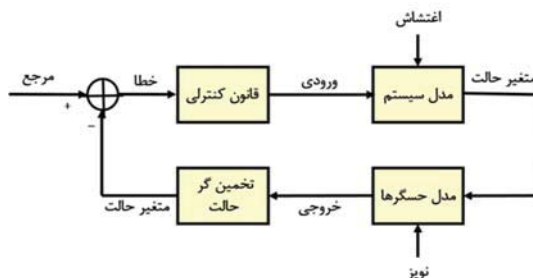 اغتشاش
مرجع
خطا
قانون کنترلی
ورودی
مدل سیستم
متغیر حالت
+
−
متغیر حالت
تخمین گر
حالت
خروجی
مدل حسگرها
نویز